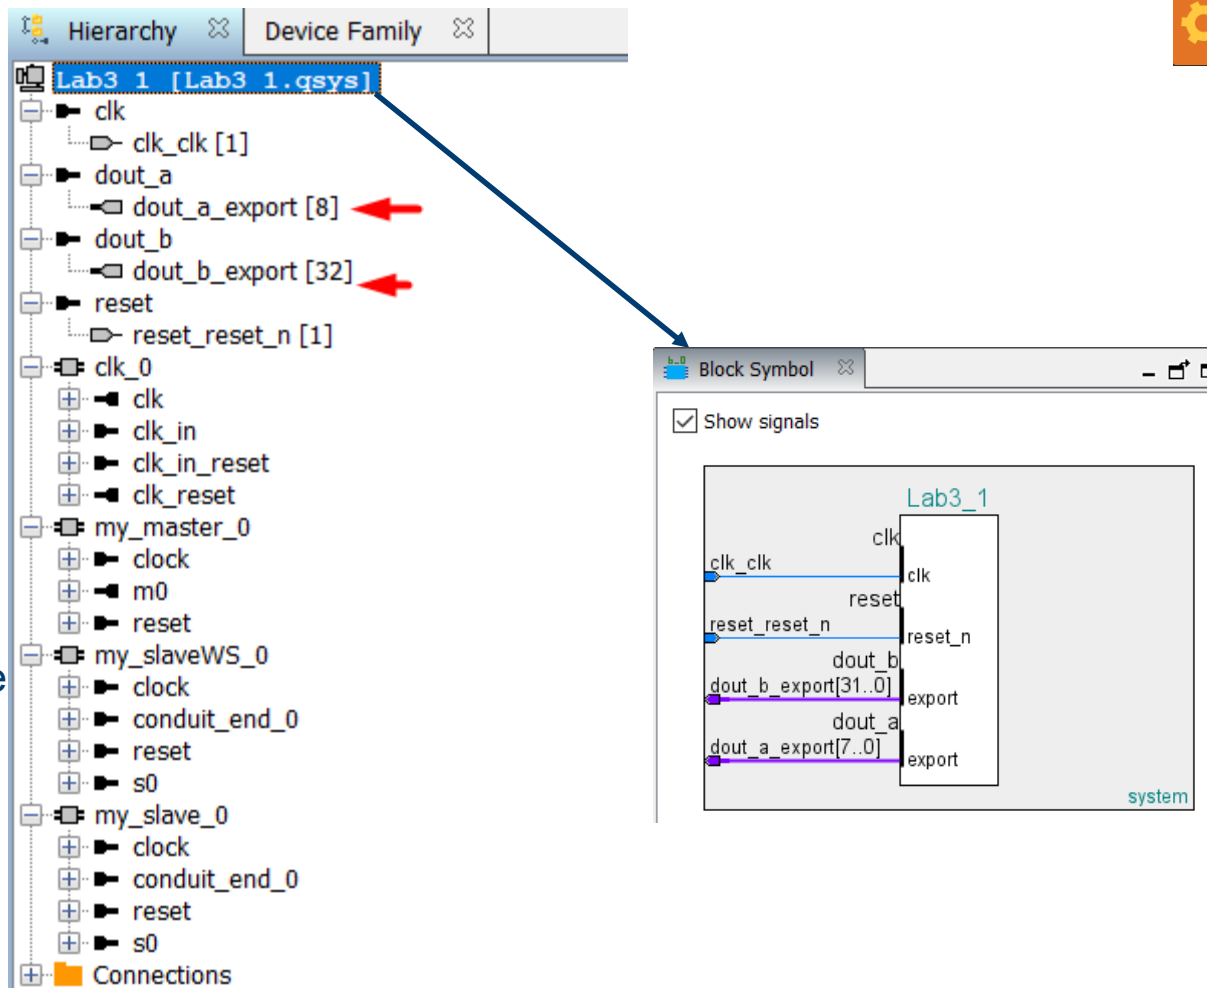 Hierarchy
Device Family
Lab3_1 [Lab3_1.qsys]
clk
clk_clk [1]
dout_a
dout_a_export [8]
dout_b
dout_b_export [32]
reset
reset_reset_n [1]
clk_0
clk
clk_in
clk_in_reset
clk_reset
my_master_0
clock
m0
reset
my_slaveWS_0
clock
conduit_end_0
reset
s0
my_slave_0
clock
conduit_end_0
reset
s0
Connections
e
Block Symbol
Show signals
Lab3_1
clk
clk_clk
clk
reset
reset_reset_n
reset_n
dout_b
dout_b_export[31..0]
export
dout_a
dout_a_export[7..0]
export
system